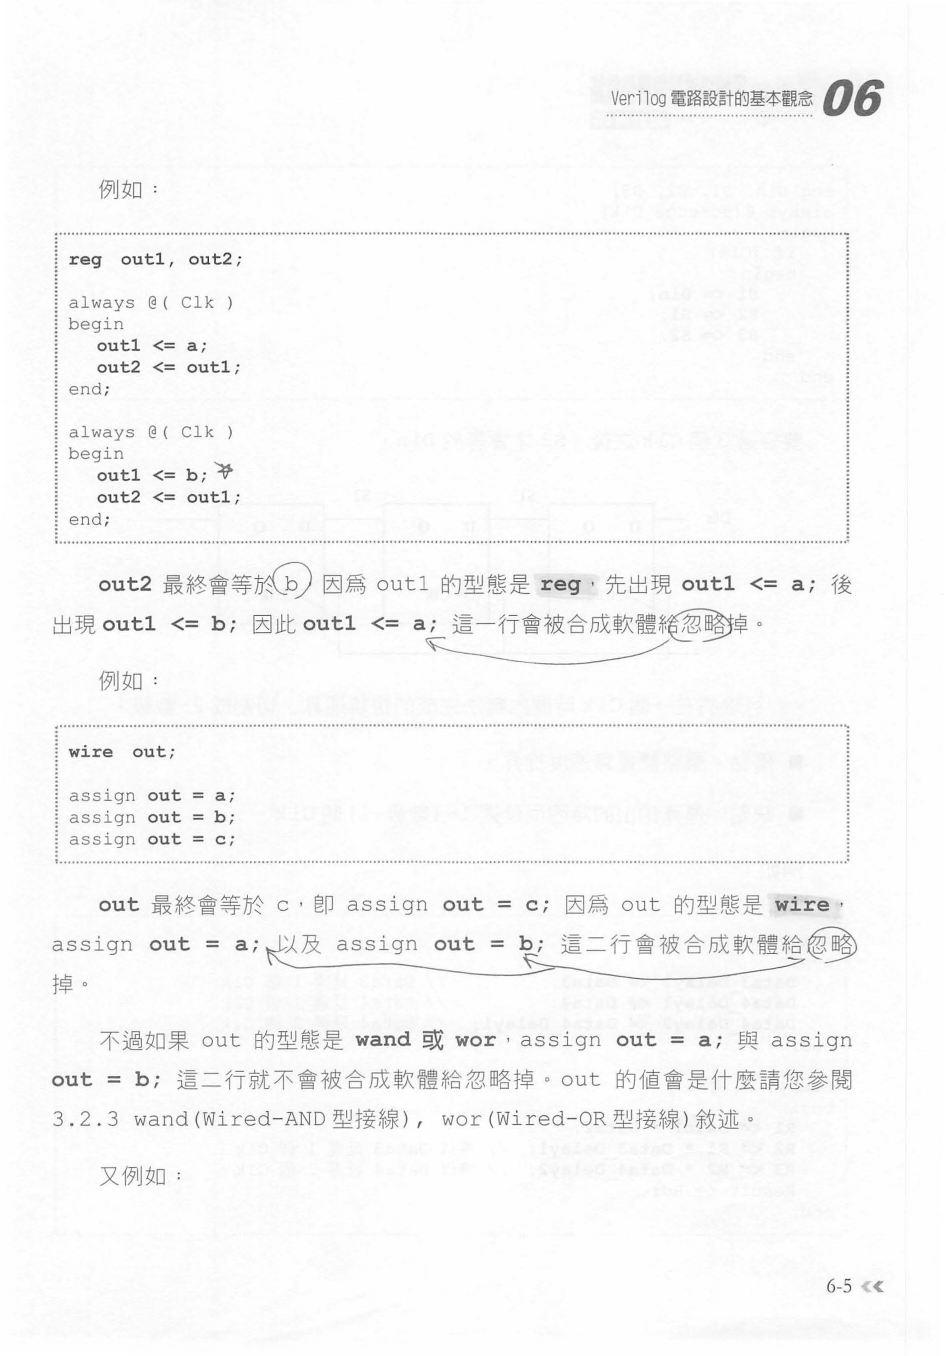 Verilog 電路設計的基本觀念 06
例如：
reg out1, out2;
always @( Clk )
begin
out1 <= a;
out2 <= out1;
end;
always @( Clk )
begin
out1 <= b;
out2 <= out1;
end;
out2 最終會等於 b，因為 out1 的型態是 reg，先出現 out1 <= a; 後
出現 out1 <= b; 因此 out1 <= a; 這一行會被合成軟體給忽略掉。
例如：
wire out;
assign out = a;
assign out = b;
assign out = c;
out 最終會等於 c，即 assign out = c; 因為 out 的型態是 wire，
assign out = a; 以及 assign out = b; 這二行會被合成軟體給忽略
掉。
不過如果 out 的型態是 wand 或 wor，assign out = a; 與 assign
out = b; 這二行就不會被合成軟體給忽略掉。out 的值會是什麼請您參閱
3.2.3 wand(Wired-AND 型接線), wor(Wired-OR 型接線)敘述。
又例如：
6-5